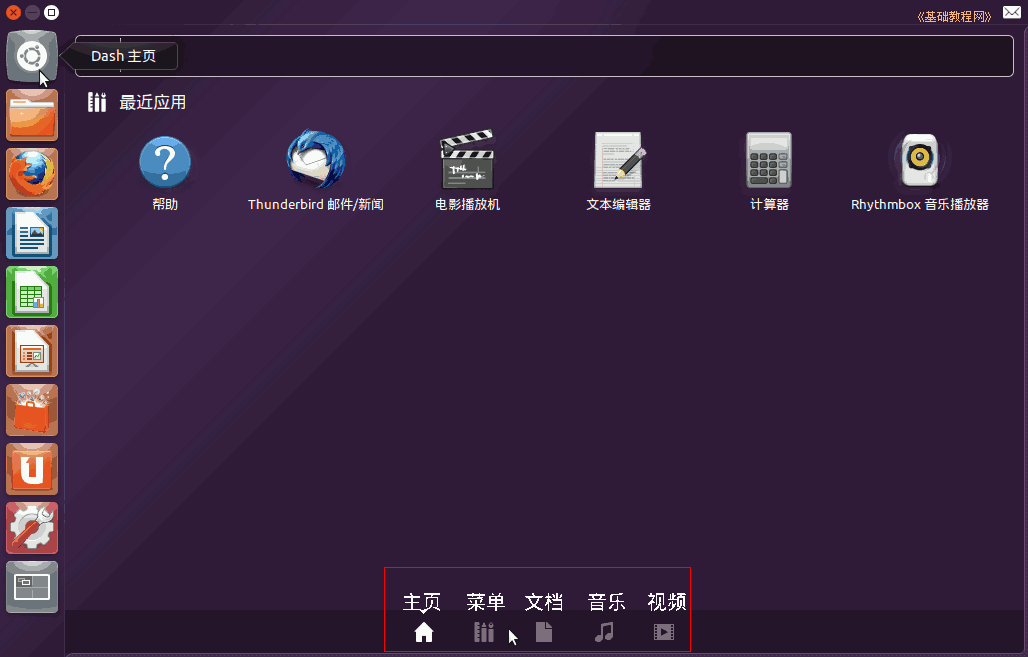 《基础教程网》
Dash 主页
最近应用
帮助
Thunderbird 邮件/新闻
电影播放机
文本编辑器
计算器
Rhythmbox 音乐播放器
主页 菜单 文档 音乐 视频